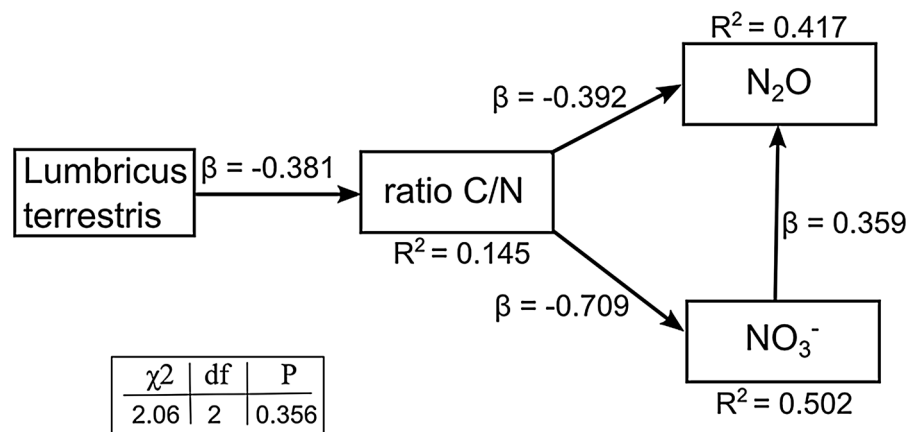 R² = 0.417
N₂O
β = -0.392
Lumbricus
terrestris
β = -0.381
ratio C/N
R² = 0.145
β = 0.359
β = -0.709
NO₃⁻
R² = 0.502
χ2 df P
2.06 2 0.356